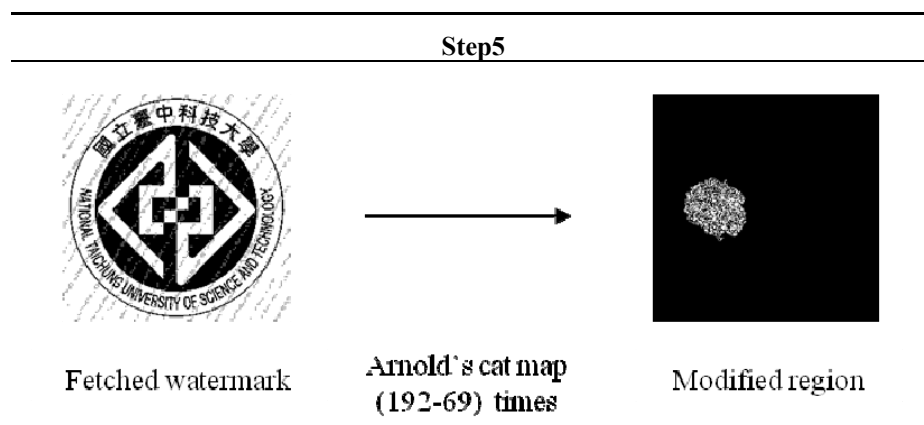 Step5
國立臺中科技大學
NATIONAL TAICHUNG UNIVERSITY OF SCIENCE AND TECHNOLOGY
Fetched watermark
Arnold`s cat map
(192-69) times
Modified region